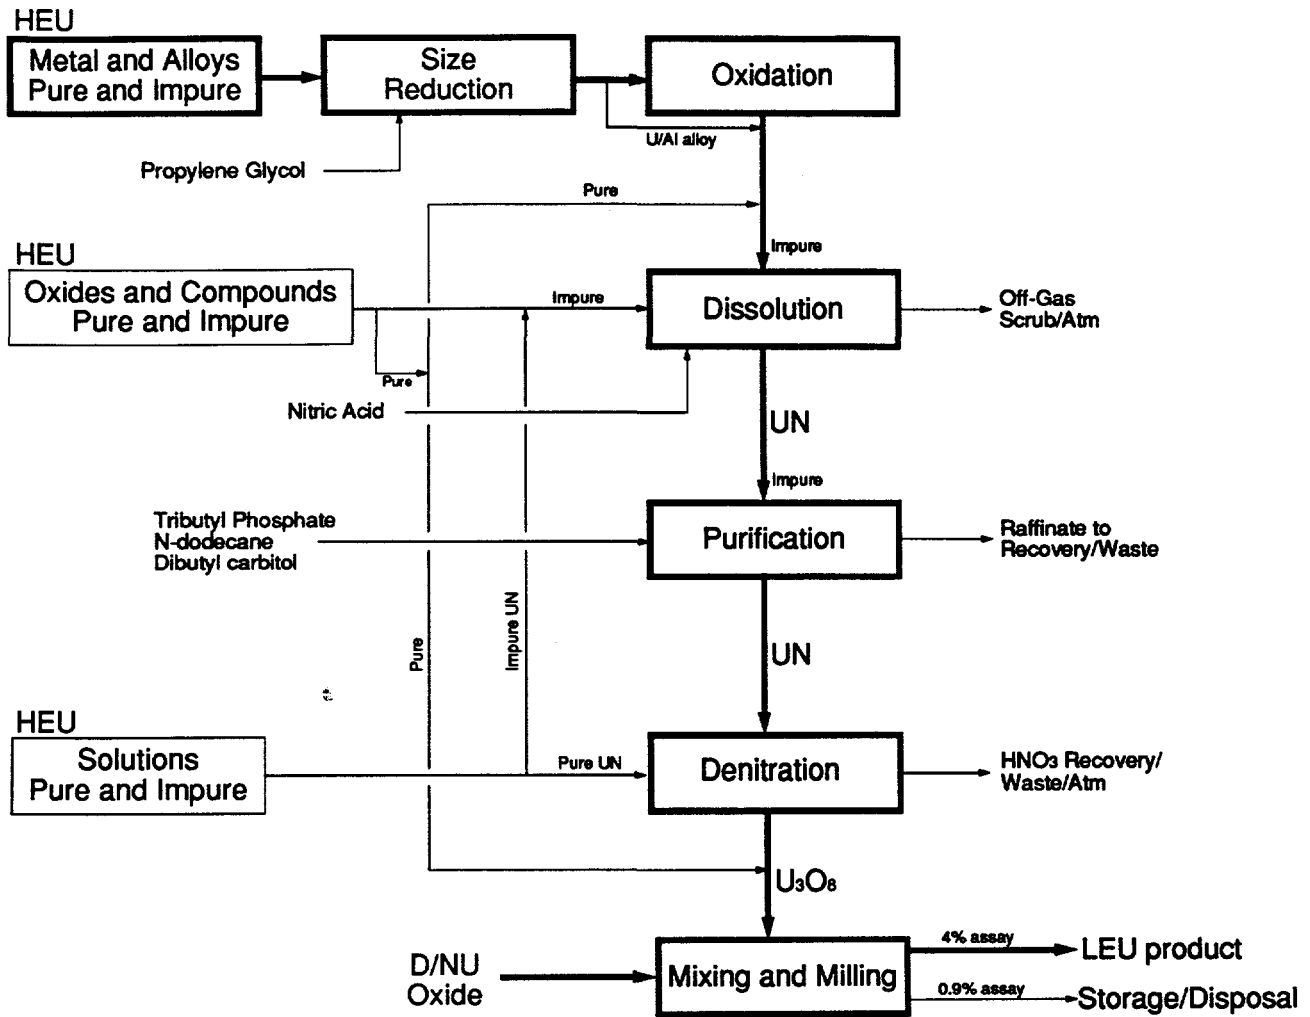 HEU
Metal and Alloys
Pure and Impure
Size
Reduction
Oxidation
U/Al alloy
Propylene Glycol
Pure
Impure
HEU
Oxides and Compounds
Pure and Impure
Impure
Dissolution
Off-Gas
Scrub/Atm
Pure
Nitric Acid
UN
Impure
Tributyl Phosphate
N-dodecane
Dibutyl carbitol
Purification
Raffinate to
Recovery/Waste
Pure
Impure UN
UN
HEU
Solutions
Pure and Impure
Pure UN
Denitration
HNO₃ Recovery/
Waste/Atm
U₃O₈
D/NU
Oxide
Mixing and Milling
4% assay
LEU product
0.9% assay
Storage/Disposal